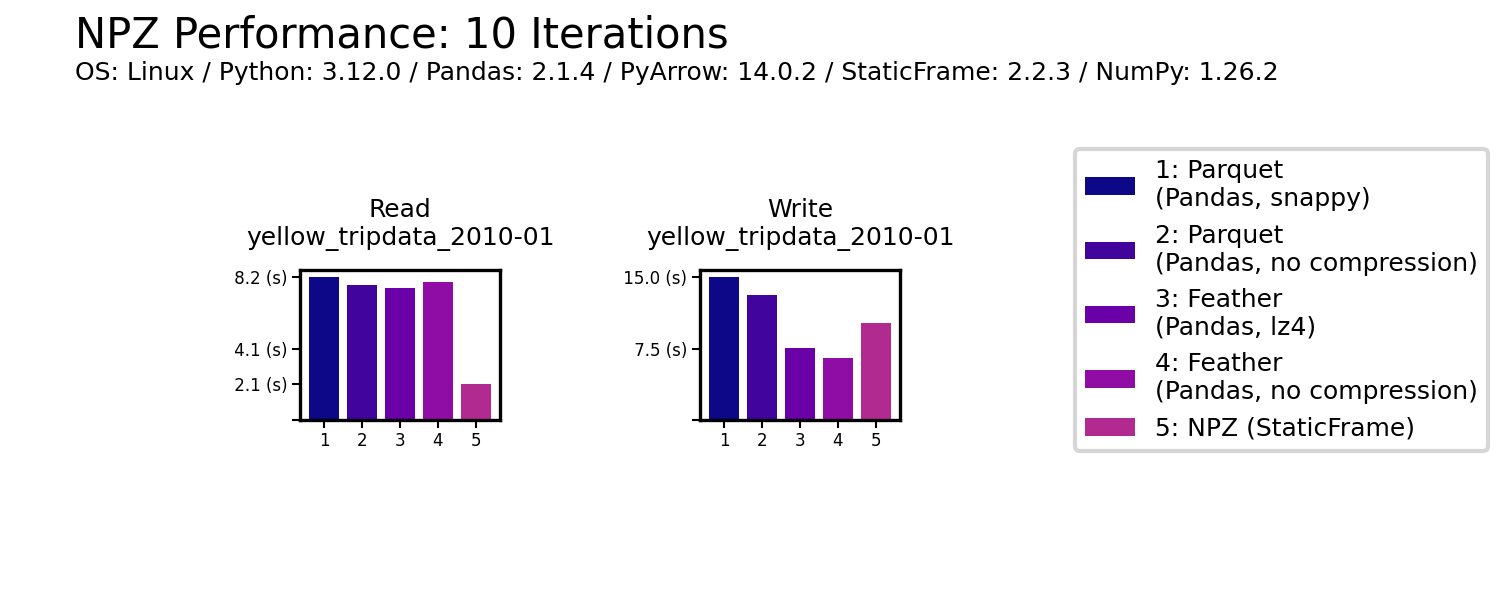 NPZ Performance: 10 Iterations
OS: Linux / Python: 3.12.0 / Pandas: 2.1.4 / PyArrow: 14.0.2 / StaticFrame: 2.2.3 / NumPy: 1.26.2
Read
yellow_tripdata_2010-01
8.2 (s)
4.1 (s)
2.1 (s)
1 2 3 4 5
Write
yellow_tripdata_2010-01
15.0 (s)
7.5 (s)
1 2 3 4 5
1: Parquet
(Pandas, snappy)
2: Parquet
(Pandas, no compression)
3: Feather
(Pandas, lz4)
4: Feather
(Pandas, no compression)
5: NPZ (StaticFrame)